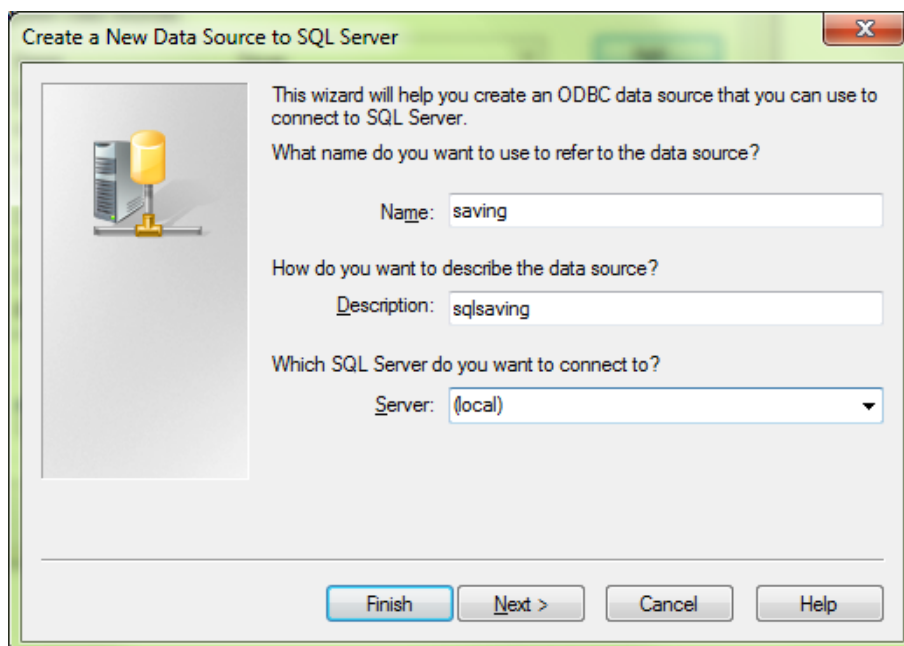 Create a New Data Source to SQL Server
This wizard will help you create an ODBC data source that you can use to
connect to SQL Server.
What name do you want to use to refer to the data source?
Name: saving
How do you want to describe the data source?
Description: sqlsaving
Which SQL Server do you want to connect to?
Server: (local)
Finish Next > Cancel Help